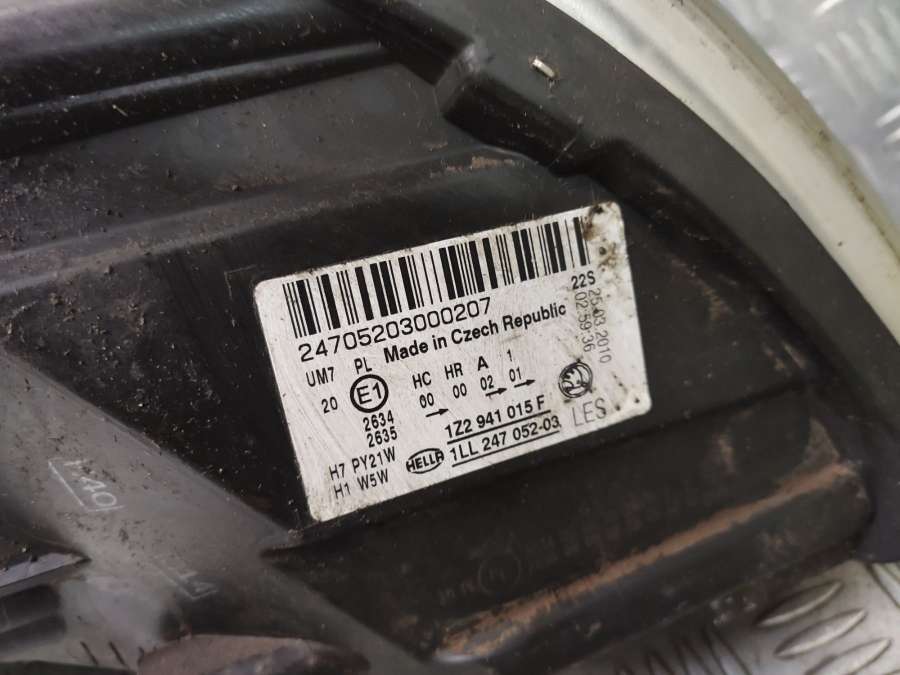 24705203000207
22S
25.03.2010
02:59:36
Made in Czech Republic
UM7 PL
20 E1
2634
2635
HC HR A 1
00 00 02 01
1Z2 941 015 F
HELLA 1LL 247 052-03
LES
H7 PY21W
H1 W5W